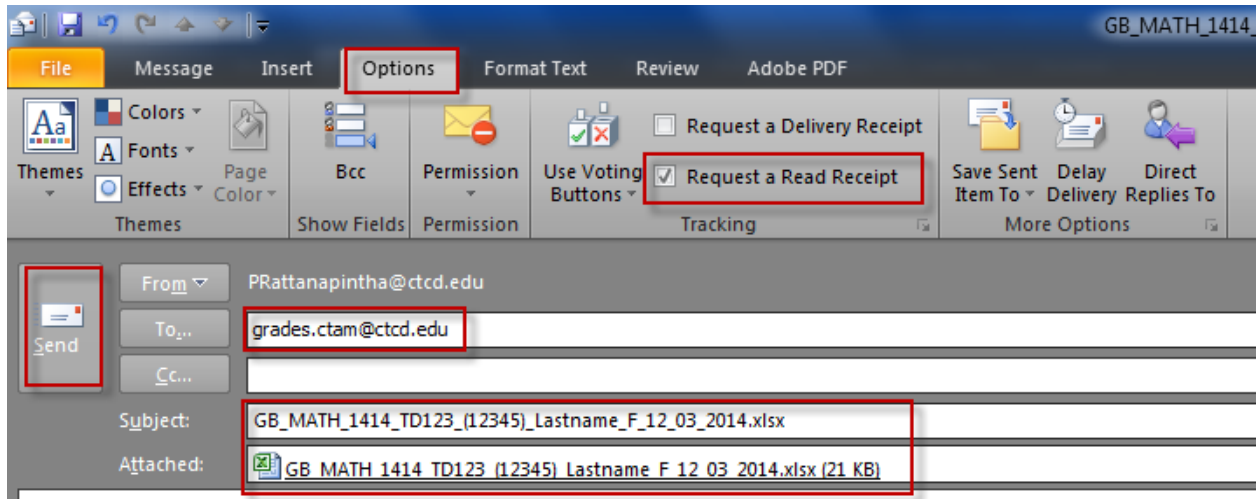 GB_MATH_1414_
File Message Insert Options Format Text Review Adobe PDF
Aa
Themes
Colors
A Fonts
Effects
Page Color
Themes
Bcc
Show Fields
Permission
Permission
Use Voting Buttons
Request a Delivery Receipt
Request a Read Receipt
Tracking
Save Sent Item To
Delay Delivery
Direct Replies To
More Options
Send
From PRattanapintha@ctcd.edu
To... grades.ctam@ctcd.edu
Cc...
Subject: GB_MATH_1414_TD123_(12345)_Lastname_F_12_03_2014.xlsx
Attached: GB_MATH_1414_TD123_(12345)_Lastname_F_12_03_2014.xlsx (21 KB)